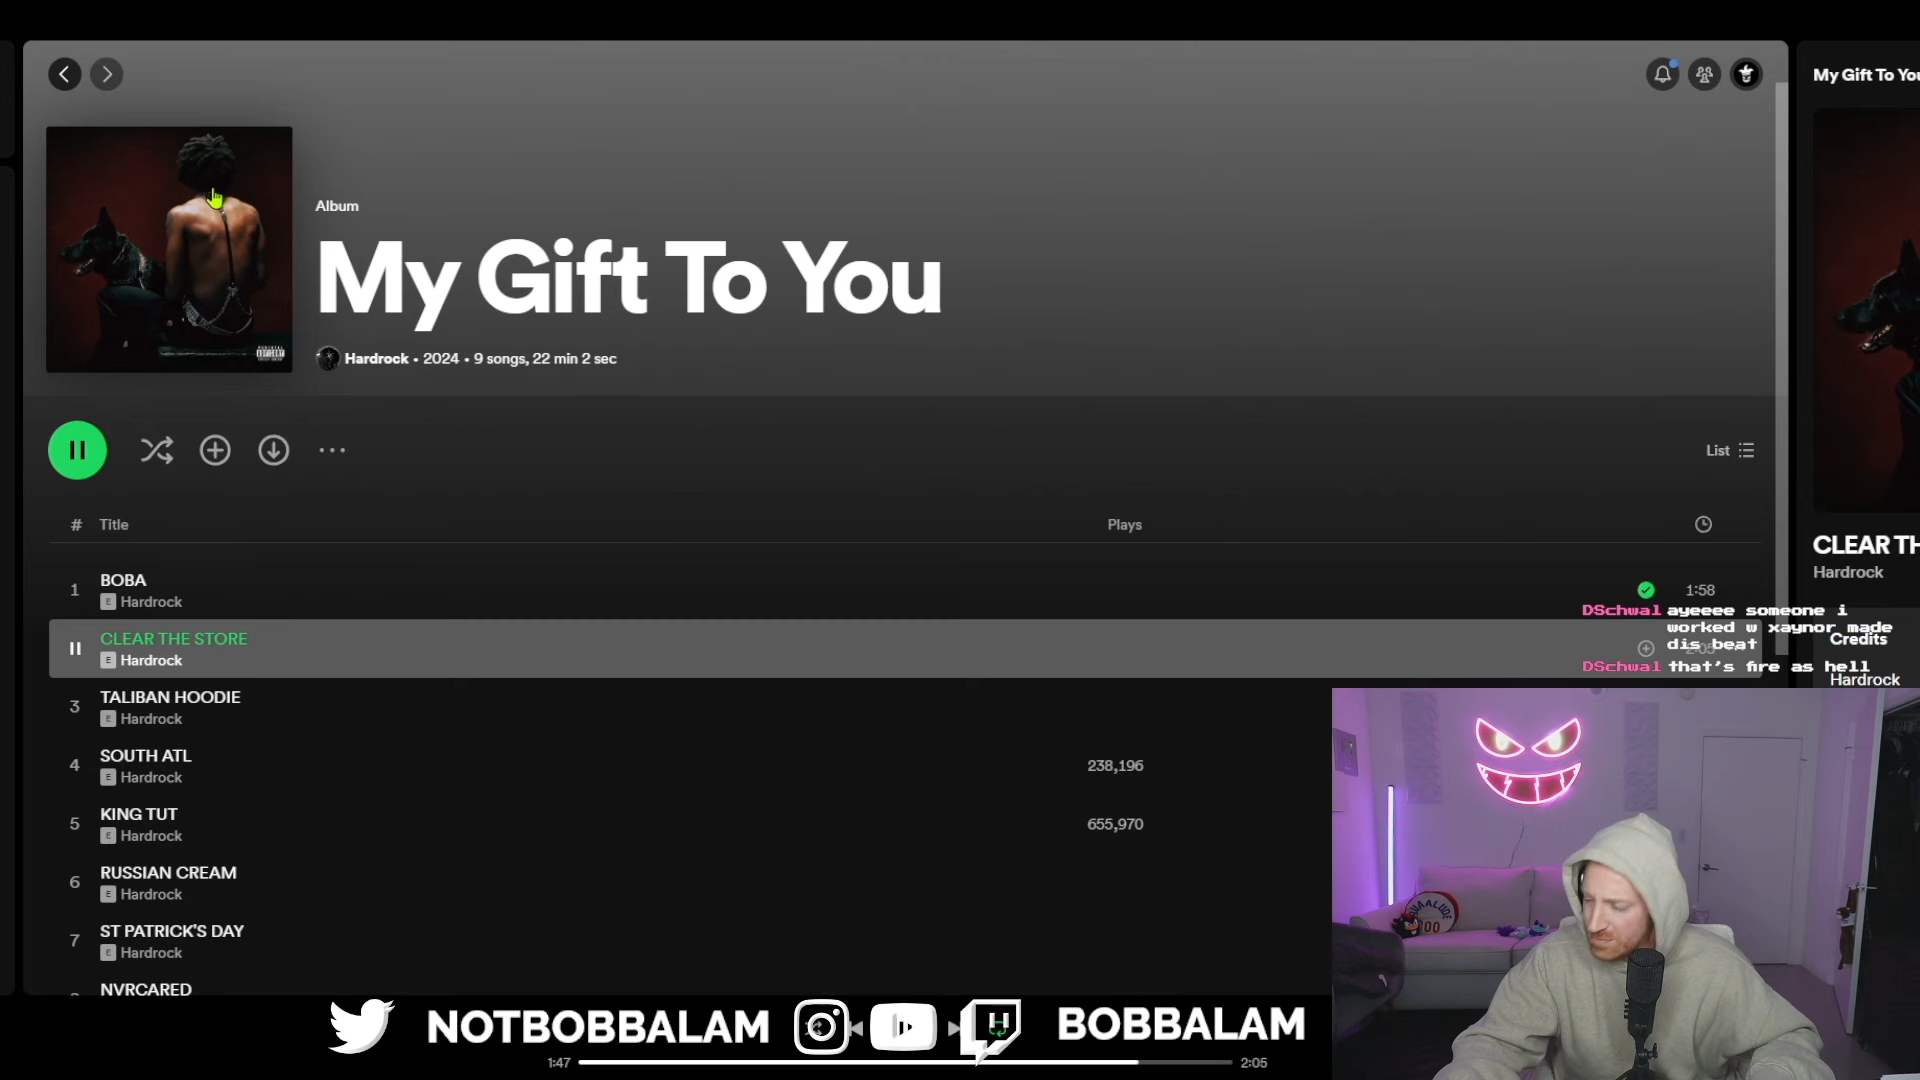 My Gift To You
Album
My Gift To You
Hardrock • 2024 • 9 songs, 22 min 2 sec
List
# Title Plays
1 BOBA 1:58
E Hardrock
CLEAR THE STORE 2:05
E Hardrock
3 TALIBAN HOODIE
E Hardrock
4 SOUTH ATL 238,196
E Hardrock
5 KING TUT 655,970
E Hardrock
6 RUSSIAN CREAM
E Hardrock
7 ST PATRICK'S DAY
E Hardrock
NVRCARED
CLEAR TH
Hardrock
Credits
Hardrock
DSchwal ayeeee someone i
worked w xaynor made
dis beat
DSchwal that's fire as hell
NOTBOBBALAM BOBBALAM
1:47 2:05